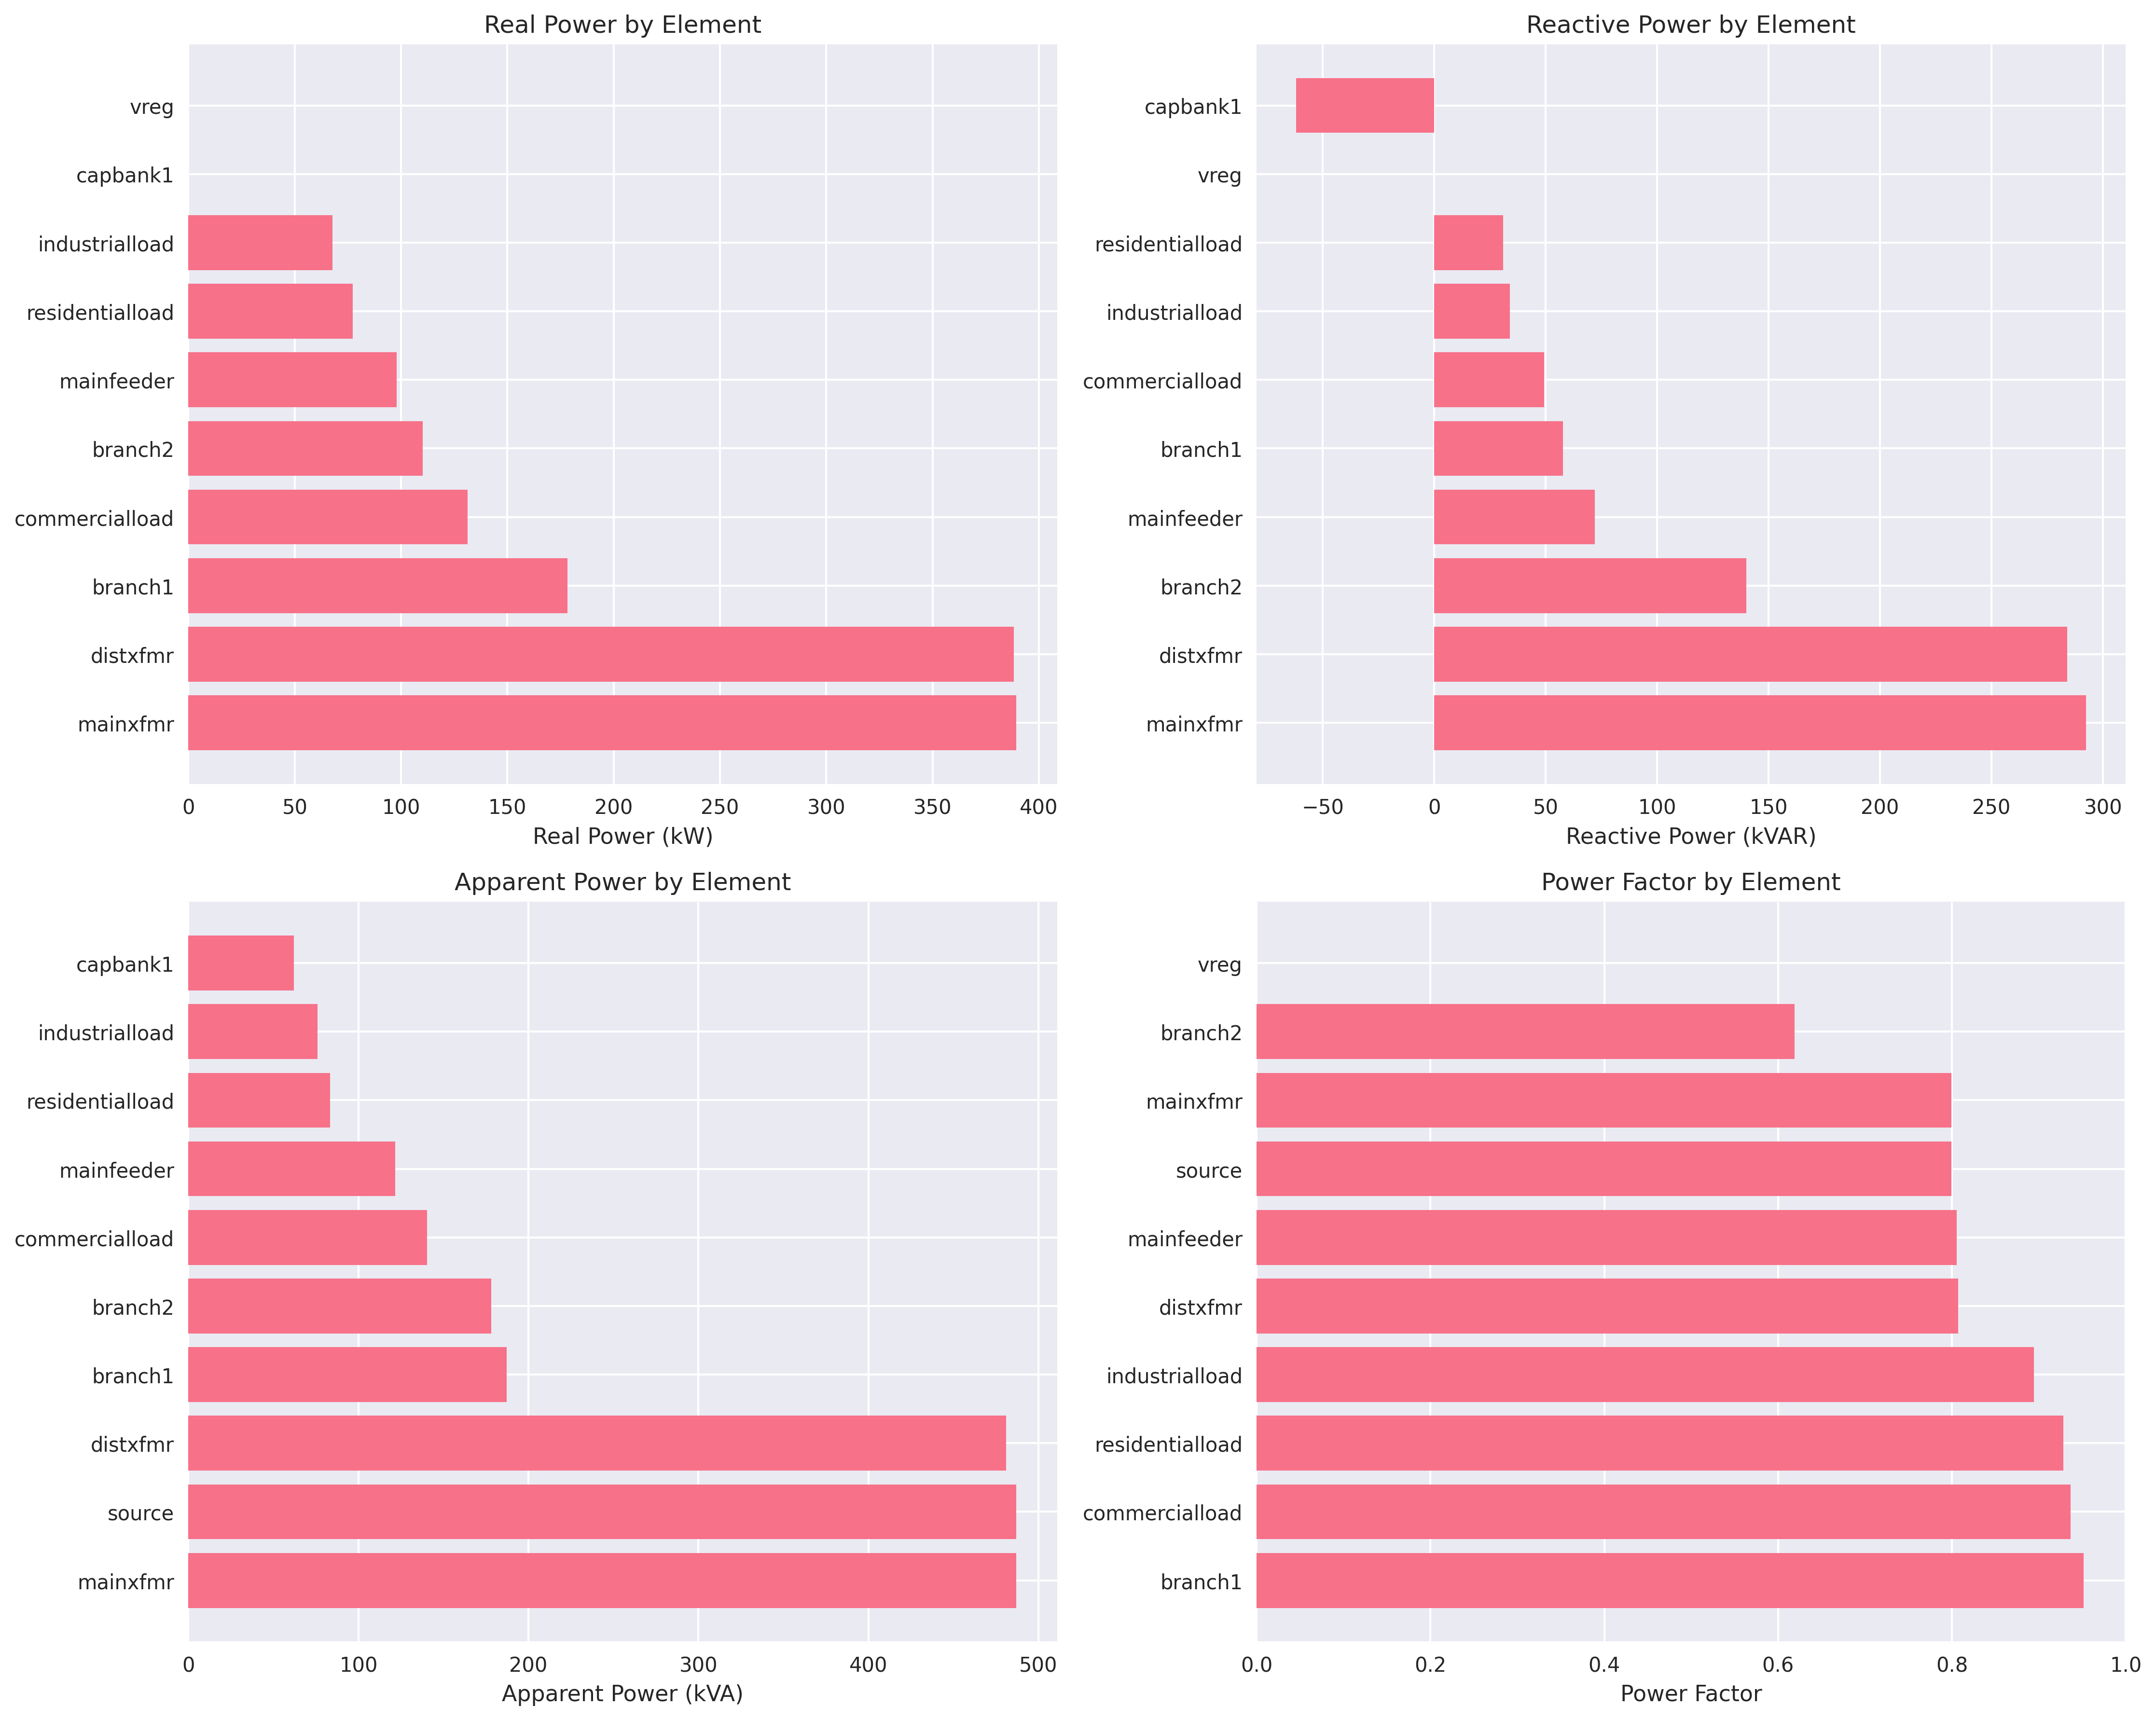 Real Power by Element
vreg
capbank1
industrialload
residentialload
mainfeeder
branch2
commercialload
branch1
distxfmr
mainxfmr
0 50 100 150 200 250 300 350 400
Real Power (kW)
Reactive Power by Element
capbank1
vreg
residentialload
industrialload
commercialload
branch1
mainfeeder
branch2
distxfmr
mainxfmr
−50 0 50 100 150 200 250 300
Reactive Power (kVAR)
Apparent Power by Element
capbank1
industrialload
residentialload
mainfeeder
commercialload
branch2
branch1
distxfmr
source
mainxfmr
0 100 200 300 400 500
Apparent Power (kVA)
Power Factor by Element
vreg
branch2
mainxfmr
source
mainfeeder
distxfmr
industrialload
residentialload
commercialload
branch1
0.0 0.2 0.4 0.6 0.8 1.0
Power Factor